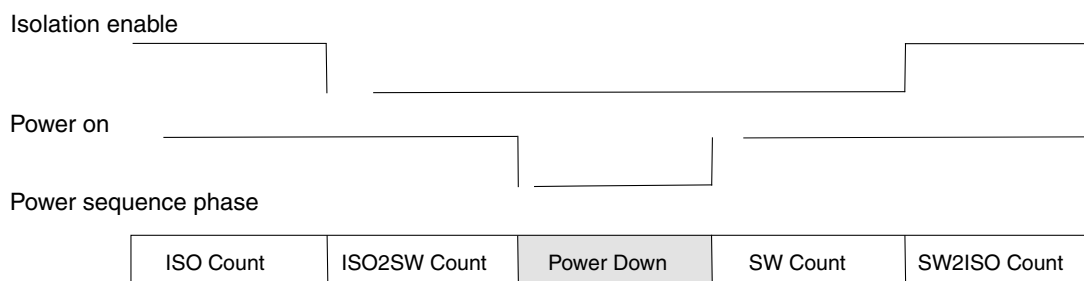 Isolation enable
Power on
Power sequence phase
ISO Count ISO2SW Count Power Down SW Count SW2ISO Count